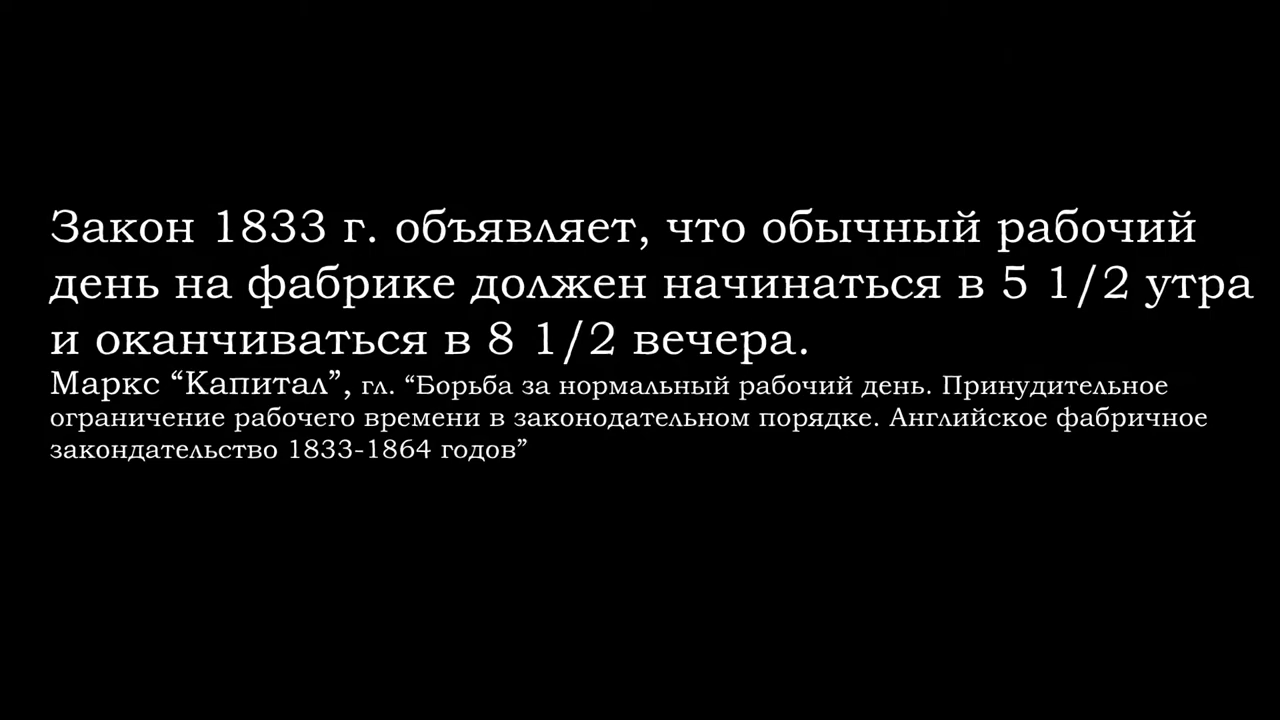 Закон 1833 г. объявляет, что обычный рабочий
день на фабрике должен начинаться в 5 1/2 утра
и оканчиваться в 8 1/2 вечера.
Маркс “Капитал”, гл. “Борьба за нормальный рабочий день. Принудительное
ограничение рабочего времени в законодательном порядке. Английское фабричное
закондательство 1833-1864 годов”